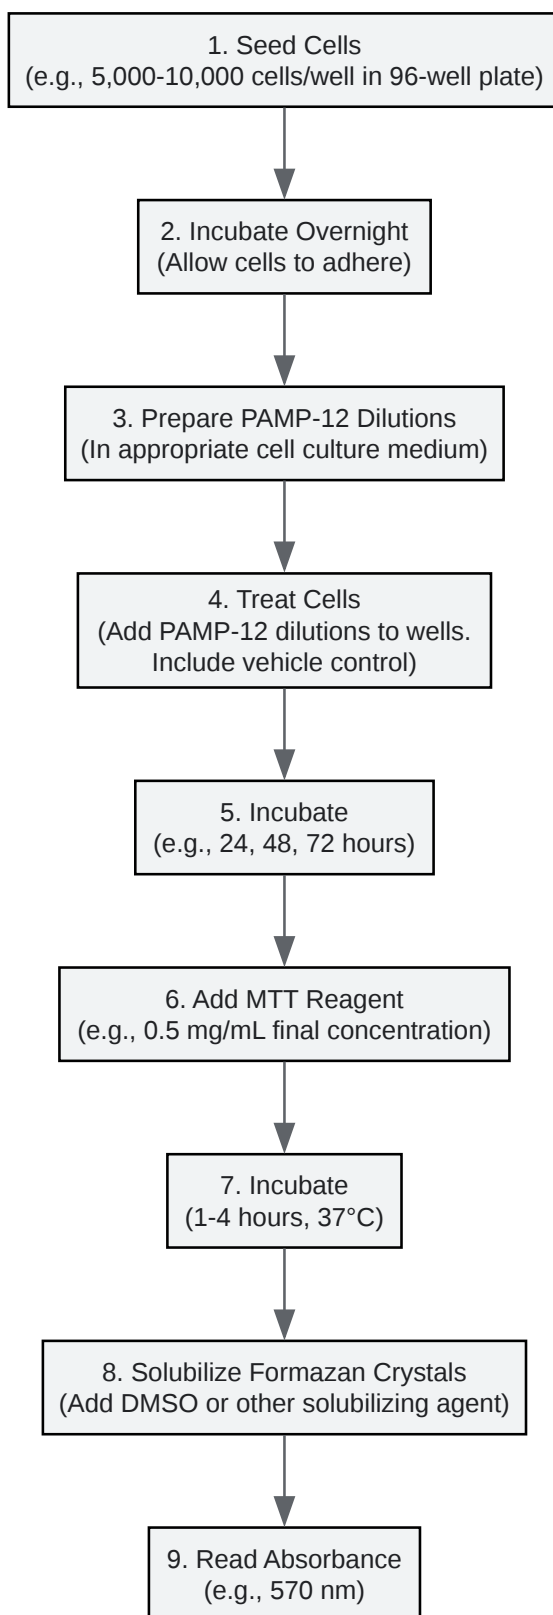 1. Seed Cells
(e.g., 5,000-10,000 cells/well in 96-well plate)
2. Incubate Overnight
(Allow cells to adhere)
3. Prepare PAMP-12 Dilutions
(In appropriate cell culture medium)
4. Treat Cells
(Add PAMP-12 dilutions to wells.
Include vehicle control)
5. Incubate
(e.g., 24, 48, 72 hours)
6. Add MTT Reagent
(e.g., 0.5 mg/mL final concentration)
7. Incubate
(1-4 hours, 37°C)
8. Solubilize Formazan Crystals
(Add DMSO or other solubilizing agent)
9. Read Absorbance
(e.g., 570 nm)